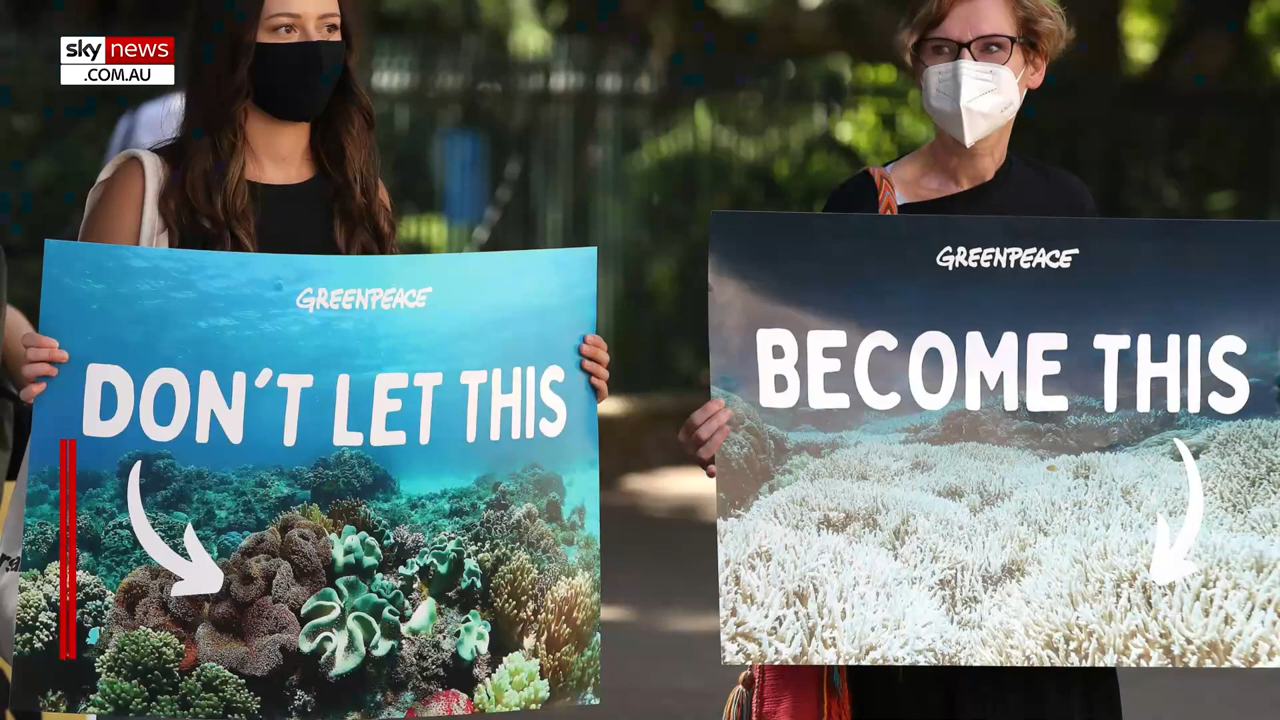 sky news
.COM.AU
GREENPEACE
DON'T LET THIS
GREENPEACE
BECOME THIS